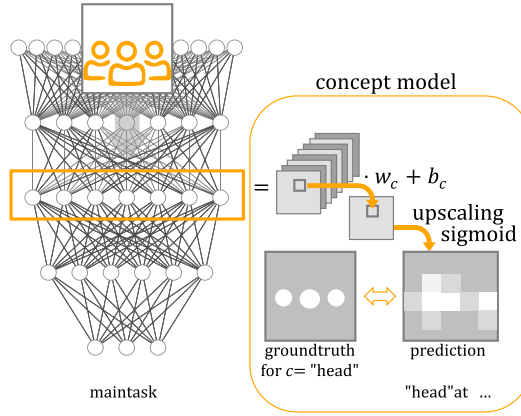 concept model
= · w_c + b_c
upscaling
sigmoid
groundtruth
for c= "head"
prediction
maintask
"head"at ...